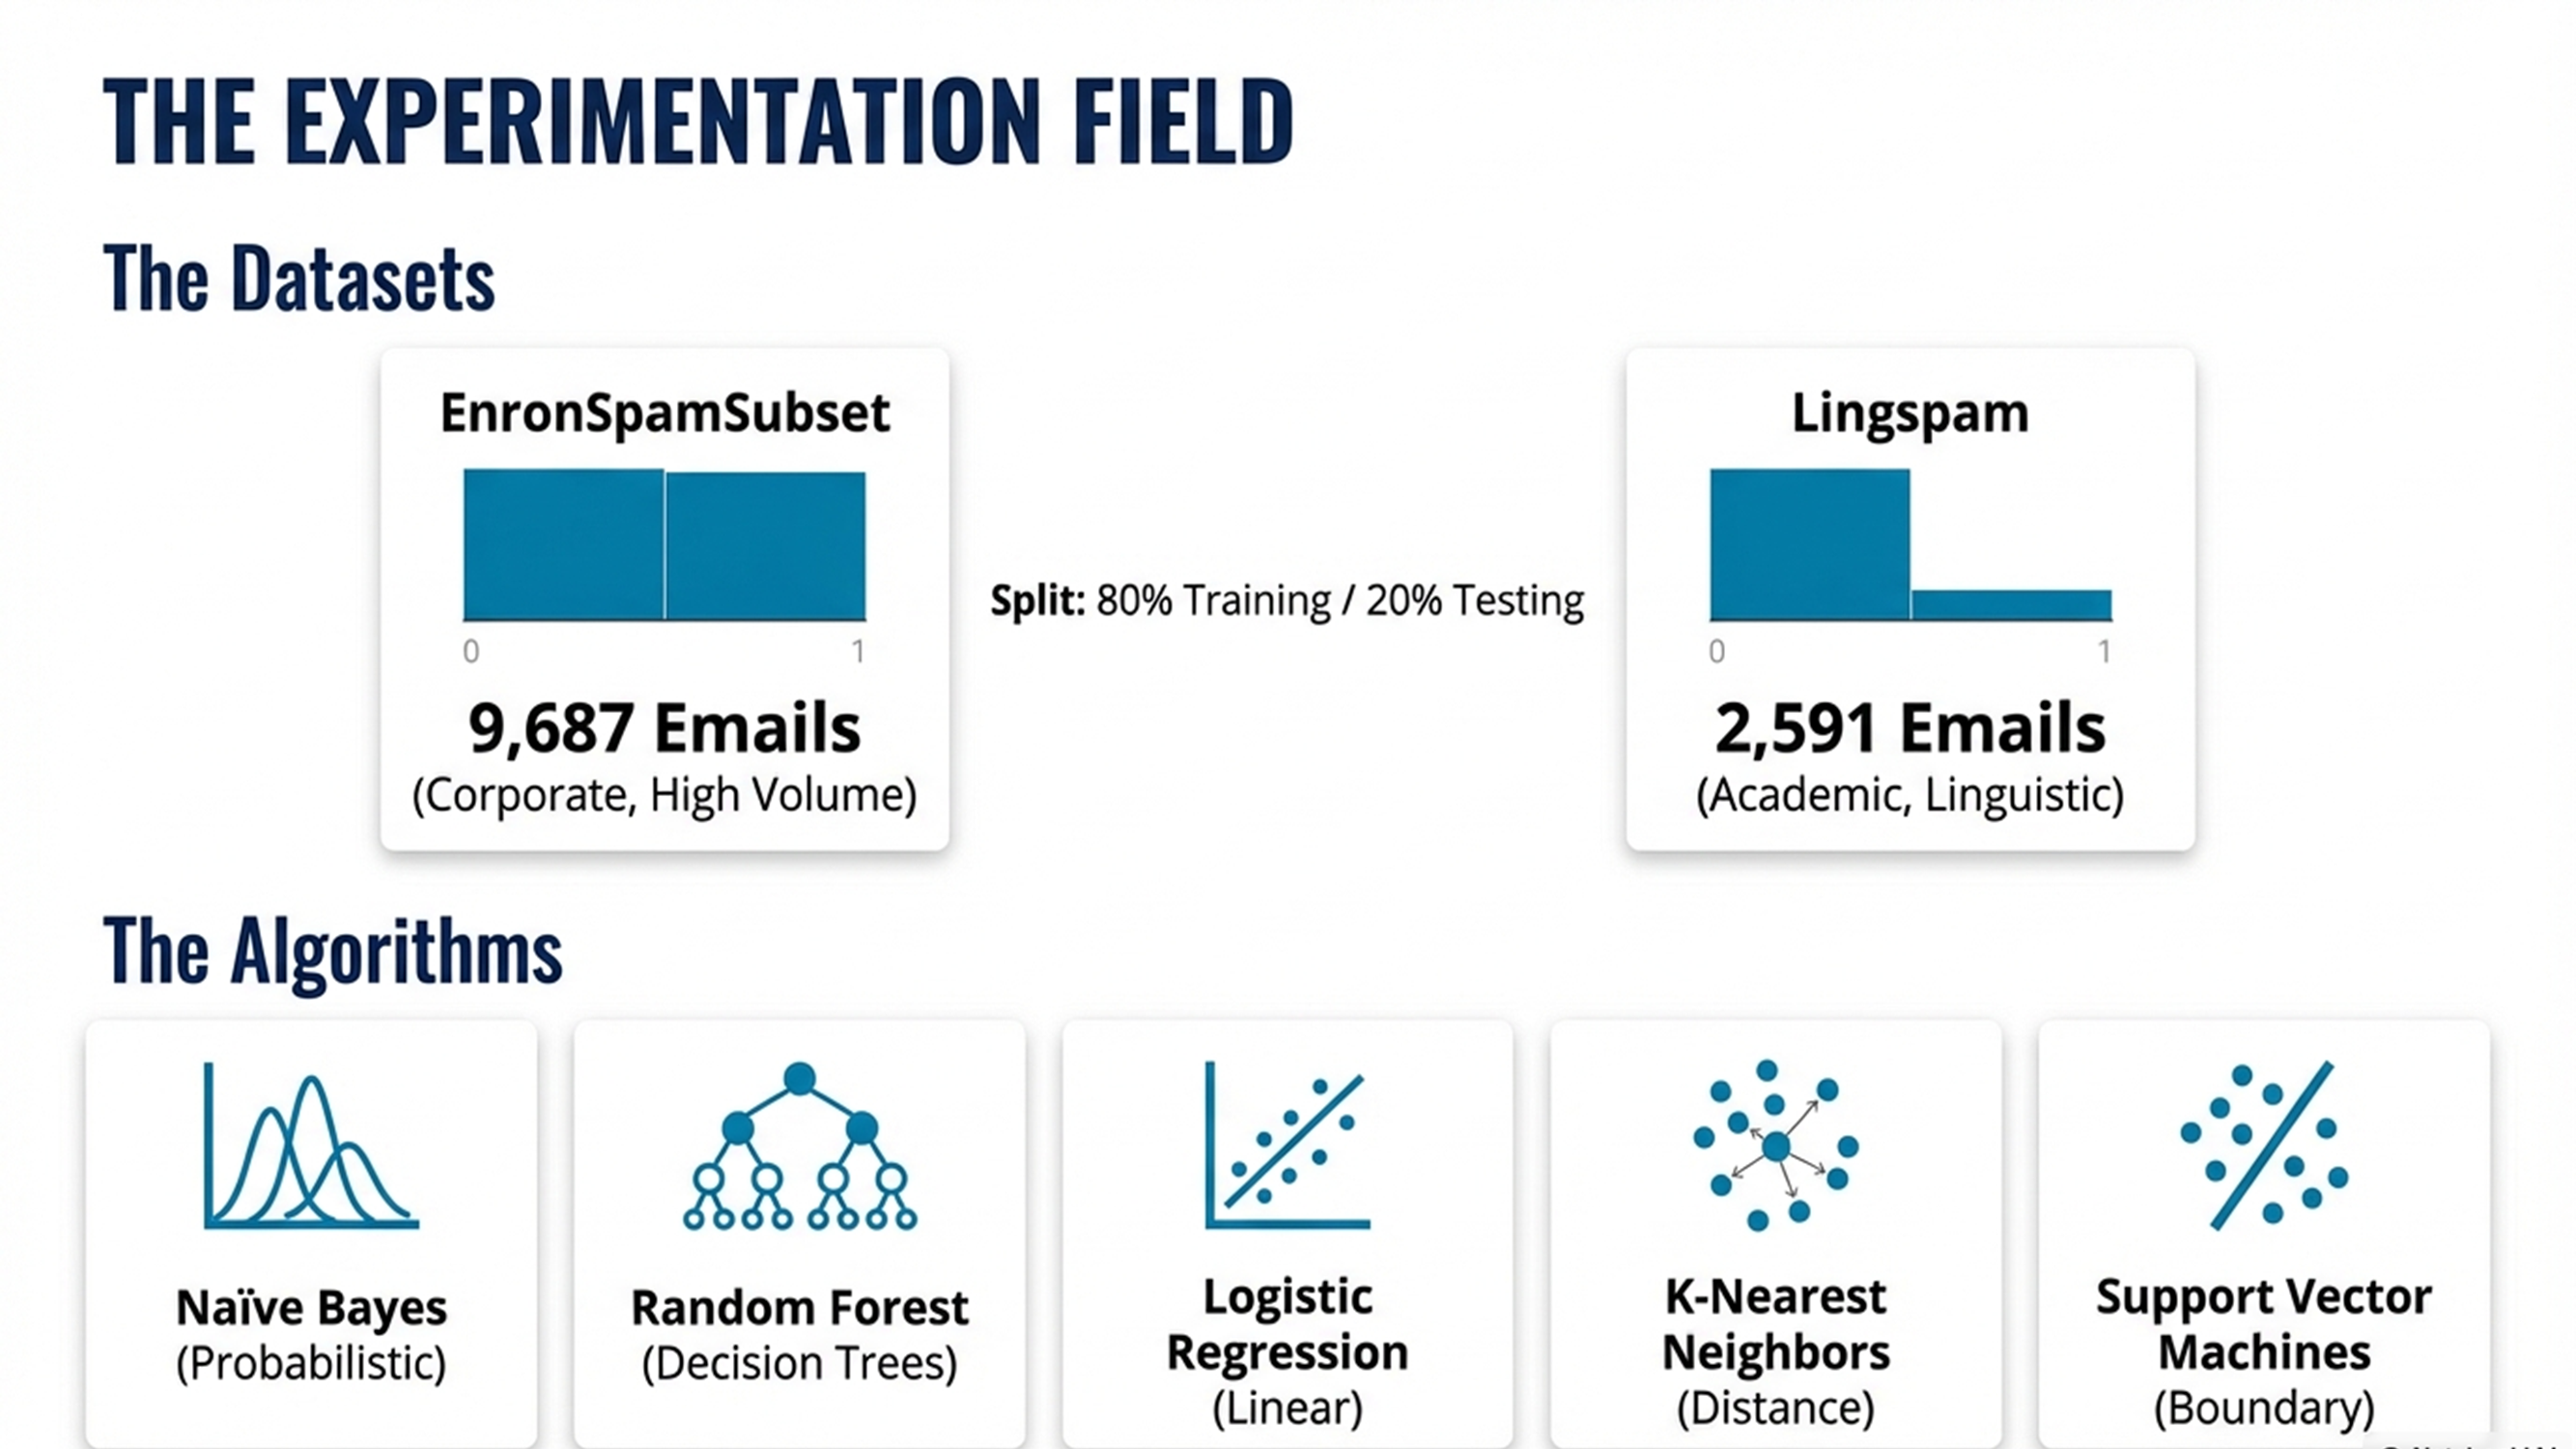 THE EXPERIMENTATION FIELD
The Datasets
EnronSpamSubset
0 1
9,687 Emails
(Corporate, High Volume)
Split: 80% Training / 20% Testing
Lingspam
0 1
2,591 Emails
(Academic, Linguistic)
The Algorithms
Naïve Bayes
(Probabilistic)
Random Forest
(Decision Trees)
Logistic
Regression
(Linear)
K-Nearest
Neighbors
(Distance)
Support Vector
Machines
(Boundary)